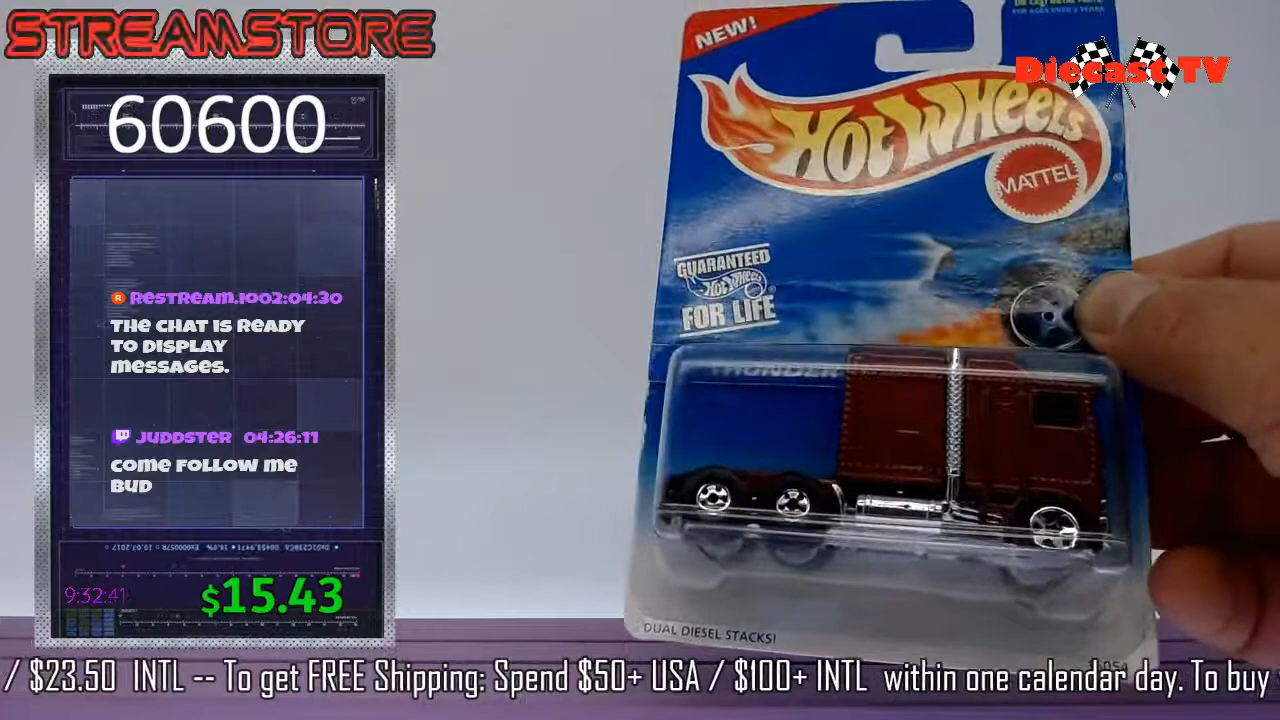 STREAMSTORE
60600
RESTREAM.IO 02:04:30
THE CHAT IS READY
TO DISPLAY
MESSAGES.
JUDDSTER 04:26:11
COME FOLLOW ME
BUD
9:32:41
$15.43
NEW!
Diecast TV
HOT WHEELS
MATTEL
®
GUARANTEED
HOT WHEELS
®
FOR LIFE
THUNDER
DUAL DIESEL STACKS!
/ $23.50 INTL -- To get FREE Shipping: Spend $50+ USA / $100+ INTL within one calendar day. To buy